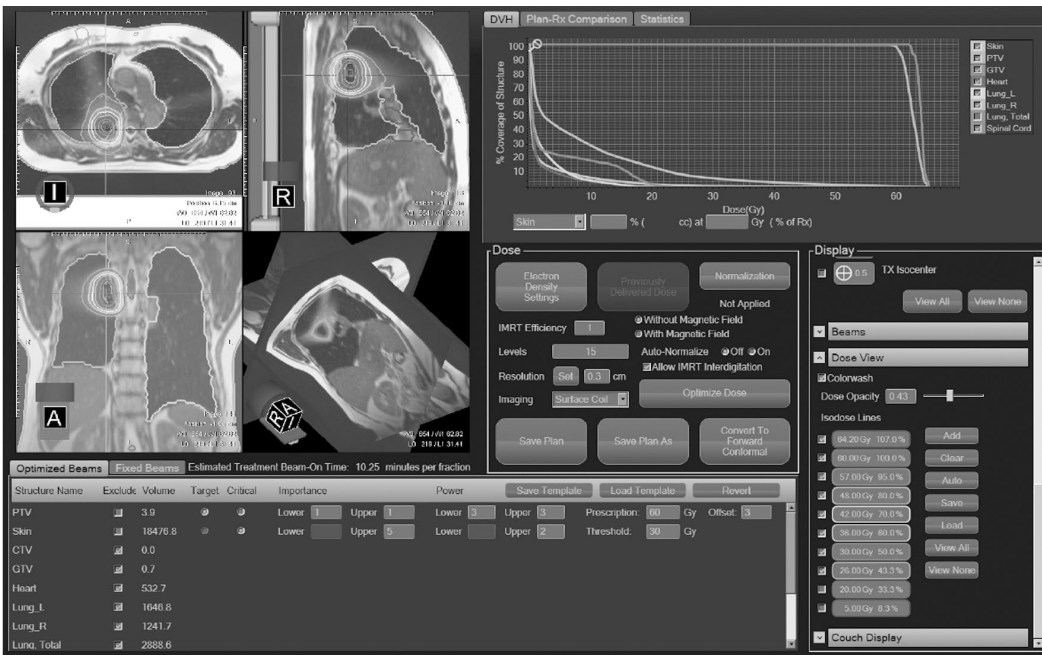 DVH Plan-Rx Comparison Statistics
% Coverage of Structure
100
90
80
70
60
50
40
30
20
10
10 20 30 40 50 60
Dose(Gy)
Skin
PTV
GTV
Heart
Lung_L
Lung_R
Lung, Total
Spinal Cord
Skin % ( cc) at Gy ( % of Rx)
I
R
A
Dose
Electron Density Settings
Previously Delivered Dose
Normalization
Not Applied
IMRT Efficiency 1
Without Magnetic Field
With Magnetic Field
Levels 15
Auto-Normalize Off On
Allow IMRT Interdigitation
Resolution Set 0.3 cm
Optimize Dose
Imaging Surface Coil
Save Plan
Save Plan As
Convert To Forward Conformal
Display
0.5 TX Isocenter
View All View None
Beams
Dose View
Colorwash
Dose Opacity 0.43
Isodose Lines
64.20 Gy 107.0%
60.00 Gy 100.0%
57.00 Gy 95.0%
48.00 Gy 80.0%
42.00 Gy 70.0%
36.00 Gy 60.0%
30.00 Gy 50.0%
26.00 Gy 43.3%
20.00 Gy 33.3%
5.00 Gy 8.3%
Add
Clear
Auto
Save
Load
View All
View None
Couch Display
Optimized Beams Fixed Beams Estimated Treatment Beam-On Time: 10.25 minutes per fraction
Structure Name Exclude Volume Target Critical Importance Power Save Template Load Template Revert
PTV 3.9 Lower 1 Upper 1 Lower 3 Upper 3 Prescription: 60 Gy Offset: 3
Skin 18476.8 Lower Upper 5 Lower Upper 2 Threshold: 30 Gy
CTV 0.0
GTV 0.7
Heart 532.7
Lung_L 1646.8
Lung_R 1241.7
Lung, Total 2888.6